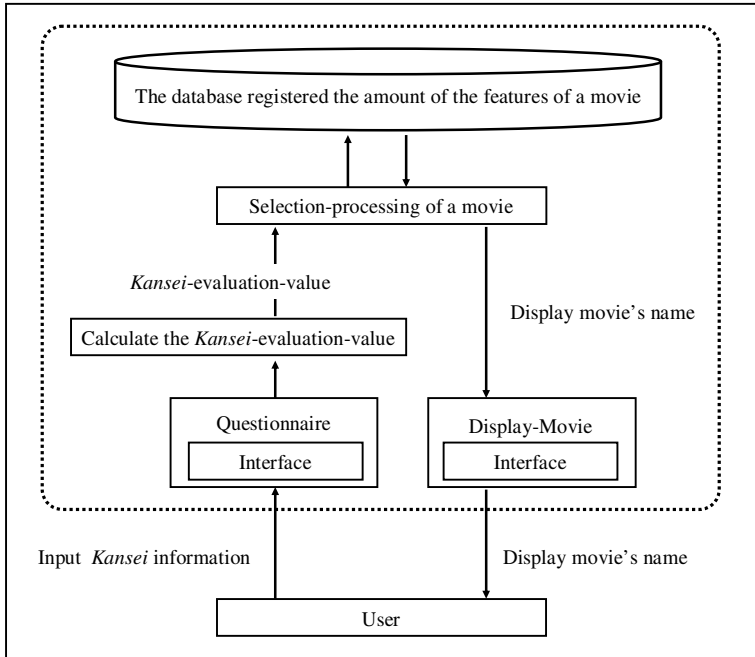 The database registered the amount of the features of a movie
Selection-processing of a movie
Kansei-evaluation-value
Display movie's name
Calculate the Kansei-evaluation-value
Questionnaire
Interface
Display-Movie
Interface
Input Kansei information
Display movie's name
User